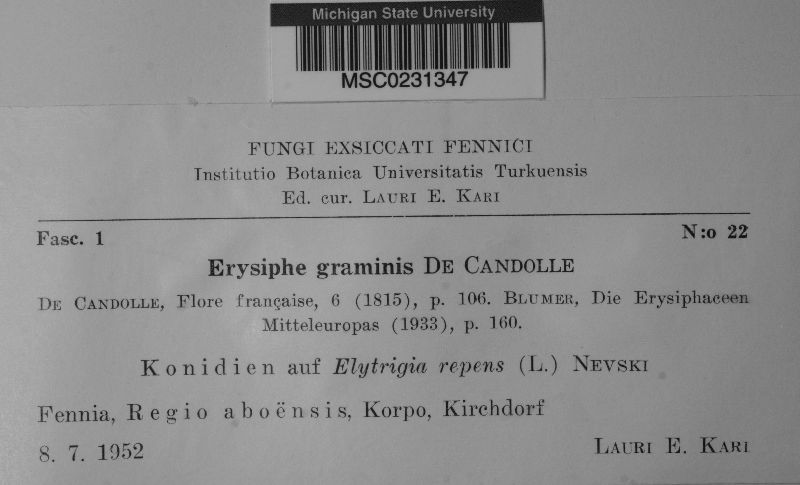 Michigan State University
MSC0231347
FUNGI EXSICCATI FENNICI
Institutio Botanica Universitatis Turkuensis
Ed. cur. LAURI E. KARI
Fasc. 1 N:o 22
Erysiphe graminis DE CANDOLLE
DE CANDOLLE, Flore française, 6 (1815), p. 106. BLUMER, Die Erysiphaceen
Mitteleuropas (1933), p. 160.
Konidien auf Elytrigia repens (L.) NEVSKI
Fennia, Regio aboënsis, Korpo, Kirchdorf
8. 7. 1952 LAURI E. KARI